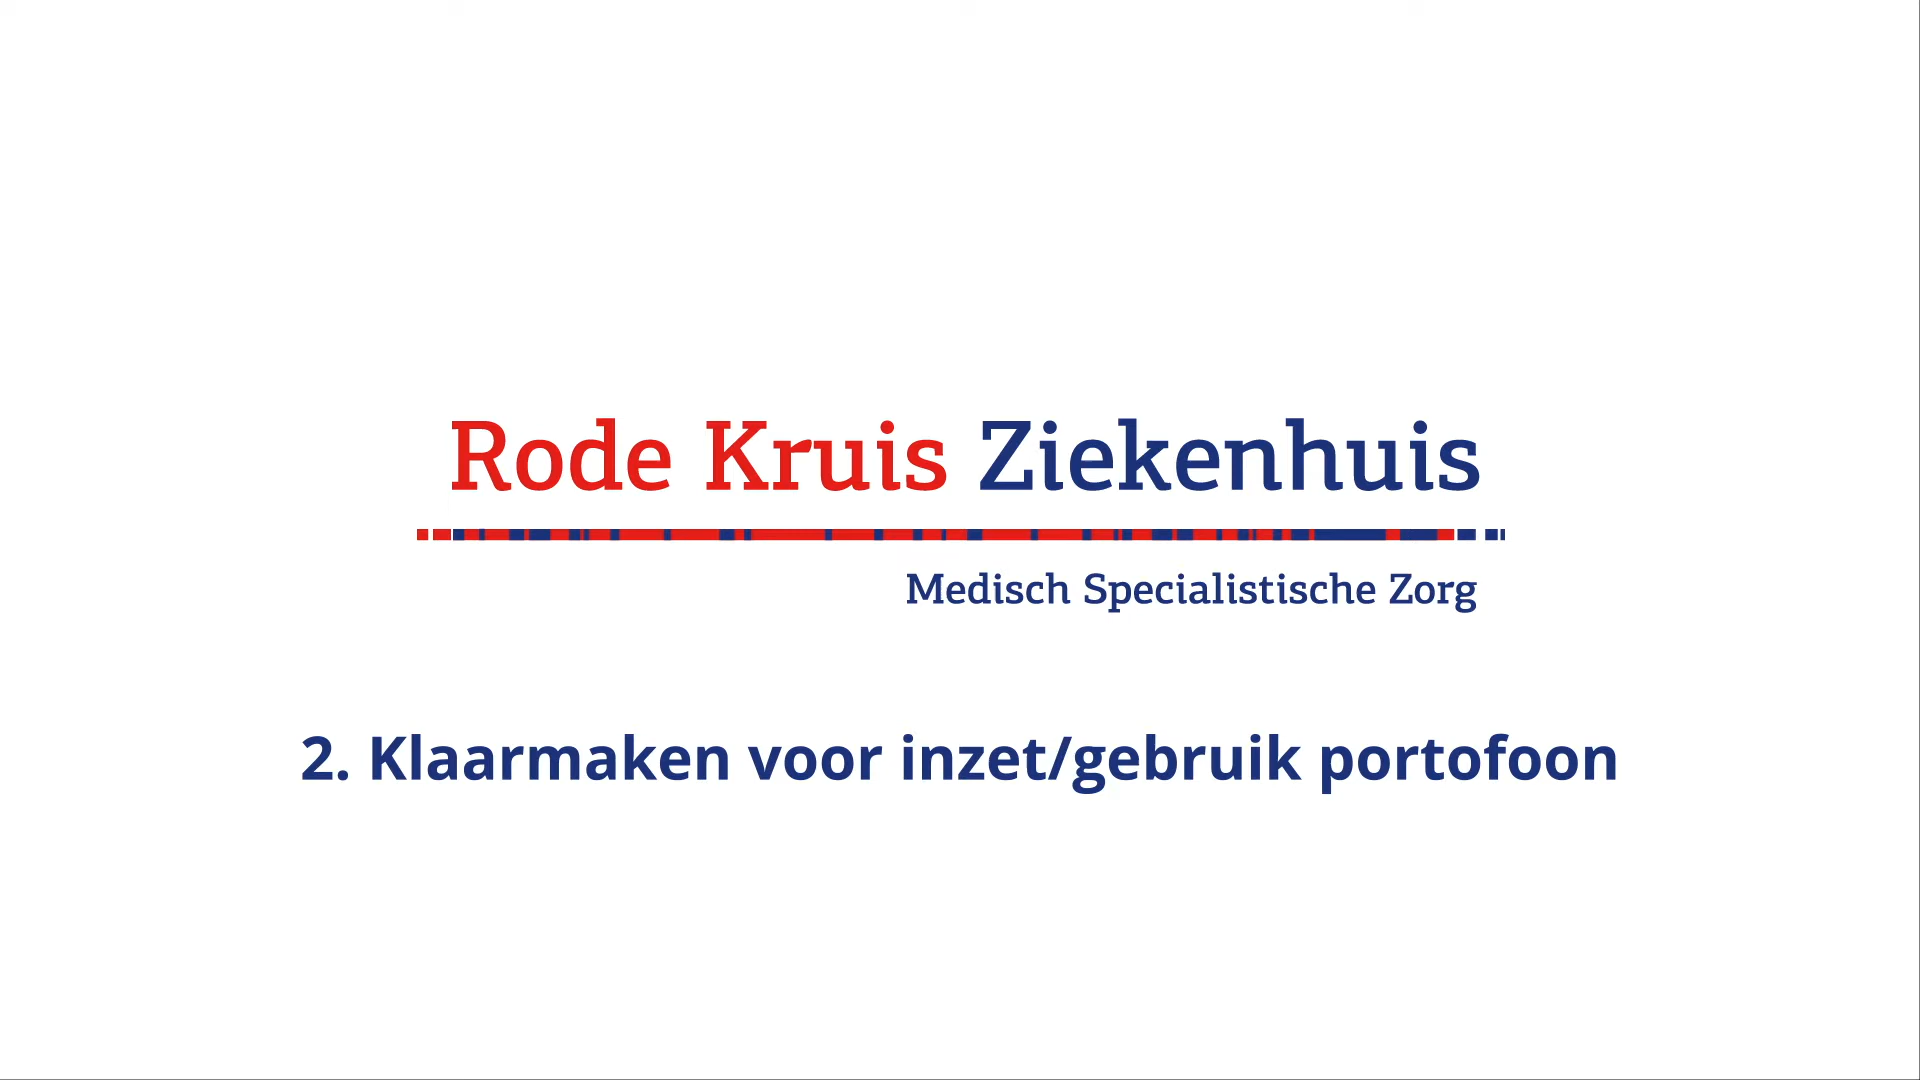 Rode Kruis Ziekenhuis
Medisch Specialistische Zorg
2. Klaarmaken voor inzet/gebruik portofoon